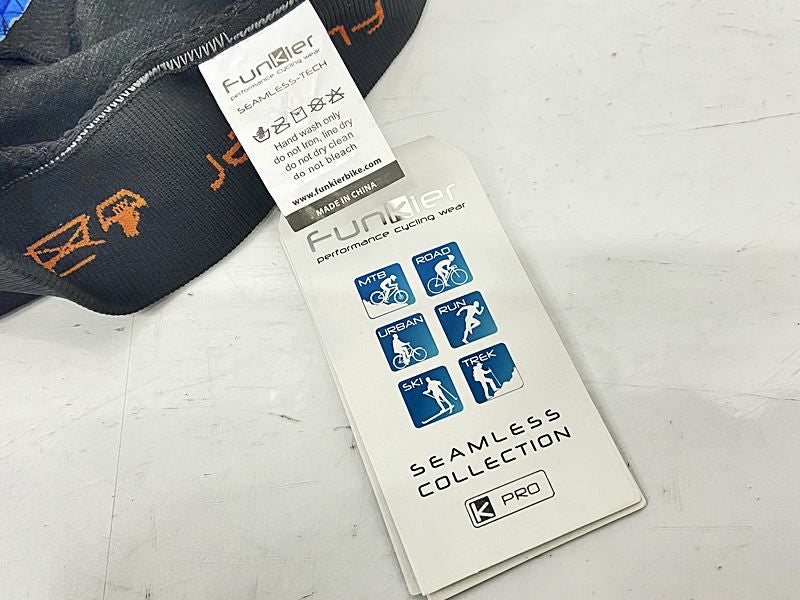 Funkier
performance cycling wear
SEAMLESS-TECH
Hand wash only
do not Iron, line dry
do not dry clean
do not bleach
www.funkierbike.com
MADE IN CHINA
Funkier
performance cycling wear
MTB
ROAD
URBAN
RUN
SKI
TREK
SEAMLESS
COLLECTION
K PRO